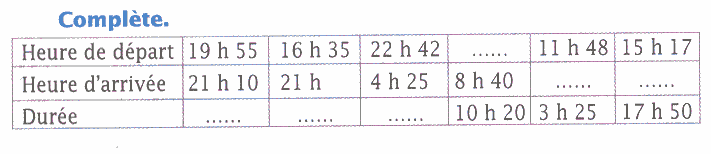 Complète.
Heure de départ 19 h 55 16 h 35 22 h 42 ...... 11 h 48 15 h 17
Heure d'arrivée 21 h 10 21 h 4 h 25 8 h 40 ...... ......
Durée ...... ...... ...... 10 h 20 3 h 25 17 h 50